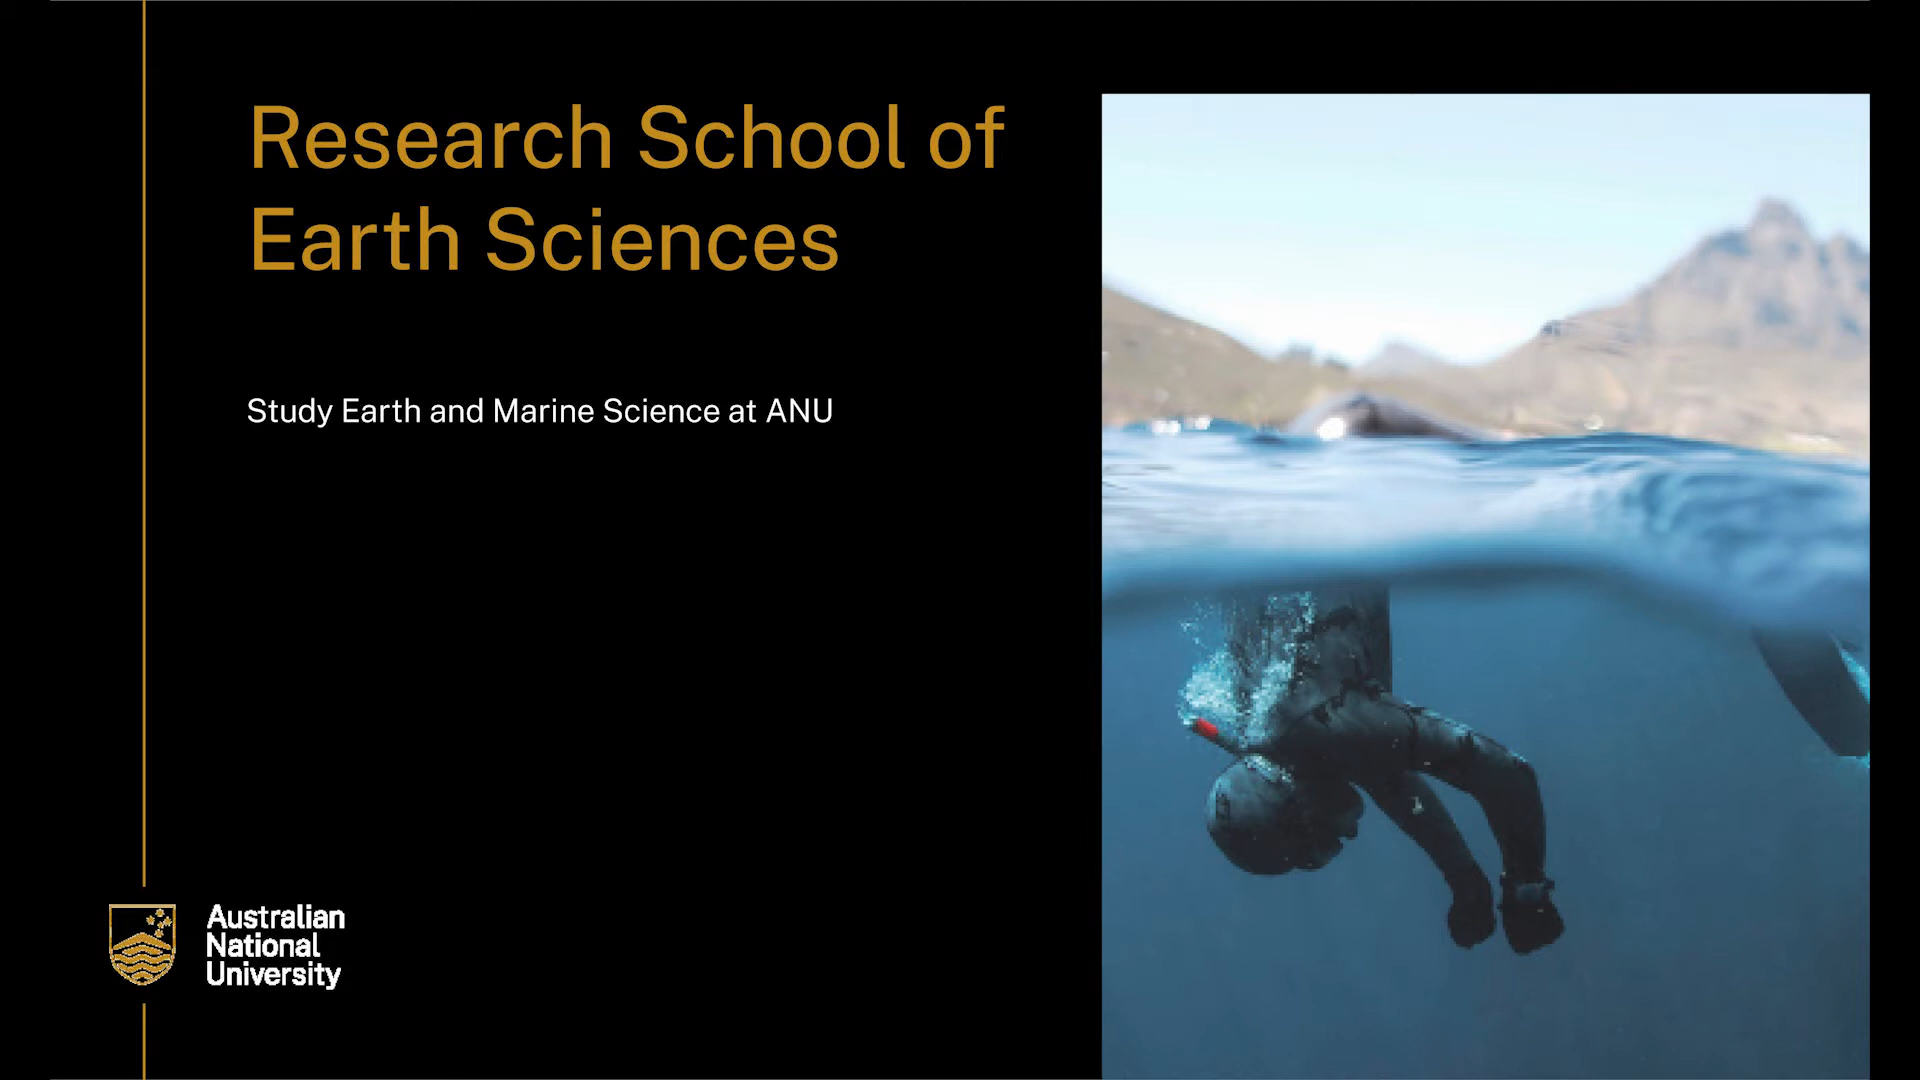 Research School of
Earth Sciences
Study Earth and Marine Science at ANU
Australian
National
University